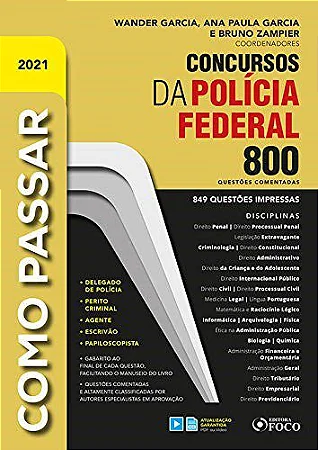 WANDER GARCIA, ANA PAULA GARCIA
E BRUNO ZAMPIER
COORDENADORES
2021
COMO PASSAR
CONCURSOS
DA POLÍCIA
FEDERAL
800
QUESTÕES COMENTADAS
849 QUESTÕES IMPRESSAS
DISCIPLINAS
Direito Penal | Direito Processual Penal
Legislação Extravagante
Criminologia | Direito Constitucional
Direito Administrativo
Direito da Criança e do Adolescente
Direito Internacional Público
Direito Civil | Direito Processual Civil
Medicina Legal | Língua Portuguesa
Matemática e Raciocínio Lógico
Informática | Arquivologia | Física
Ética na Administração Pública
Biologia | Química
Administração Financeira e
Orçamentária
Administração Geral
Direito Tributário
Direito Empresarial
Direito Previdenciário
• DELEGADO
DE POLÍCIA
• PERITO
CRIMINAL
• AGENTE
• ESCRIVÃO
• PAPILOSCOPISTA
• GABARITO AO
FINAL DE CADA QUESTÃO,
FACILITANDO O MANUSEIO DO LIVRO
• QUESTÕES COMENTADAS
E ALTAMENTE CLASSIFICADAS POR
AUTORES ESPECIALISTAS EM APROVAÇÃO
ATUALIZAÇÃO
GARANTIDA
PDF ou Vídeo
EDITORA
FOCO